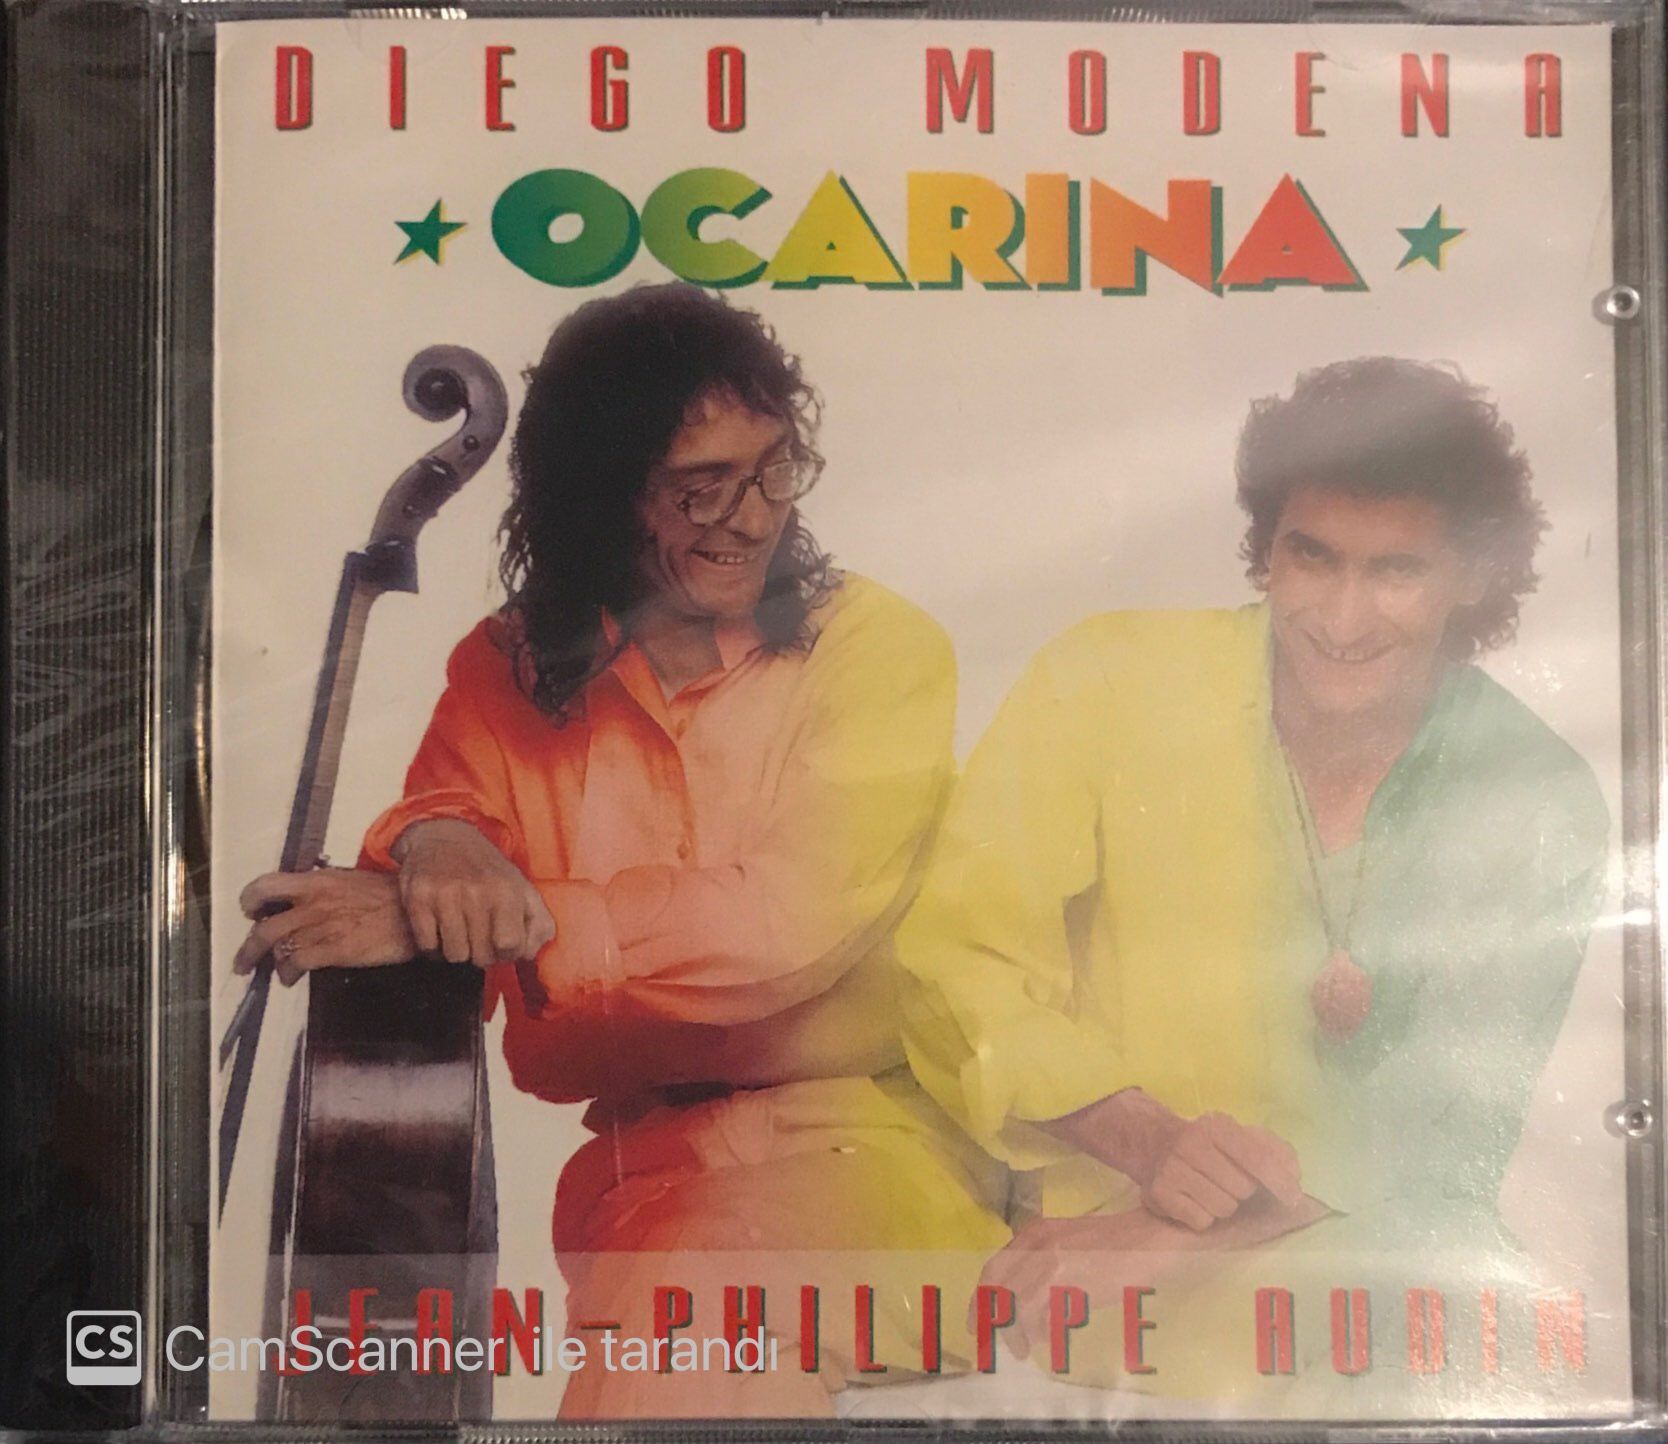 DIEGO MODENA
OCARINA
JEAN-PHILIPPE AUDIN
CS CamScanner ile tarandı